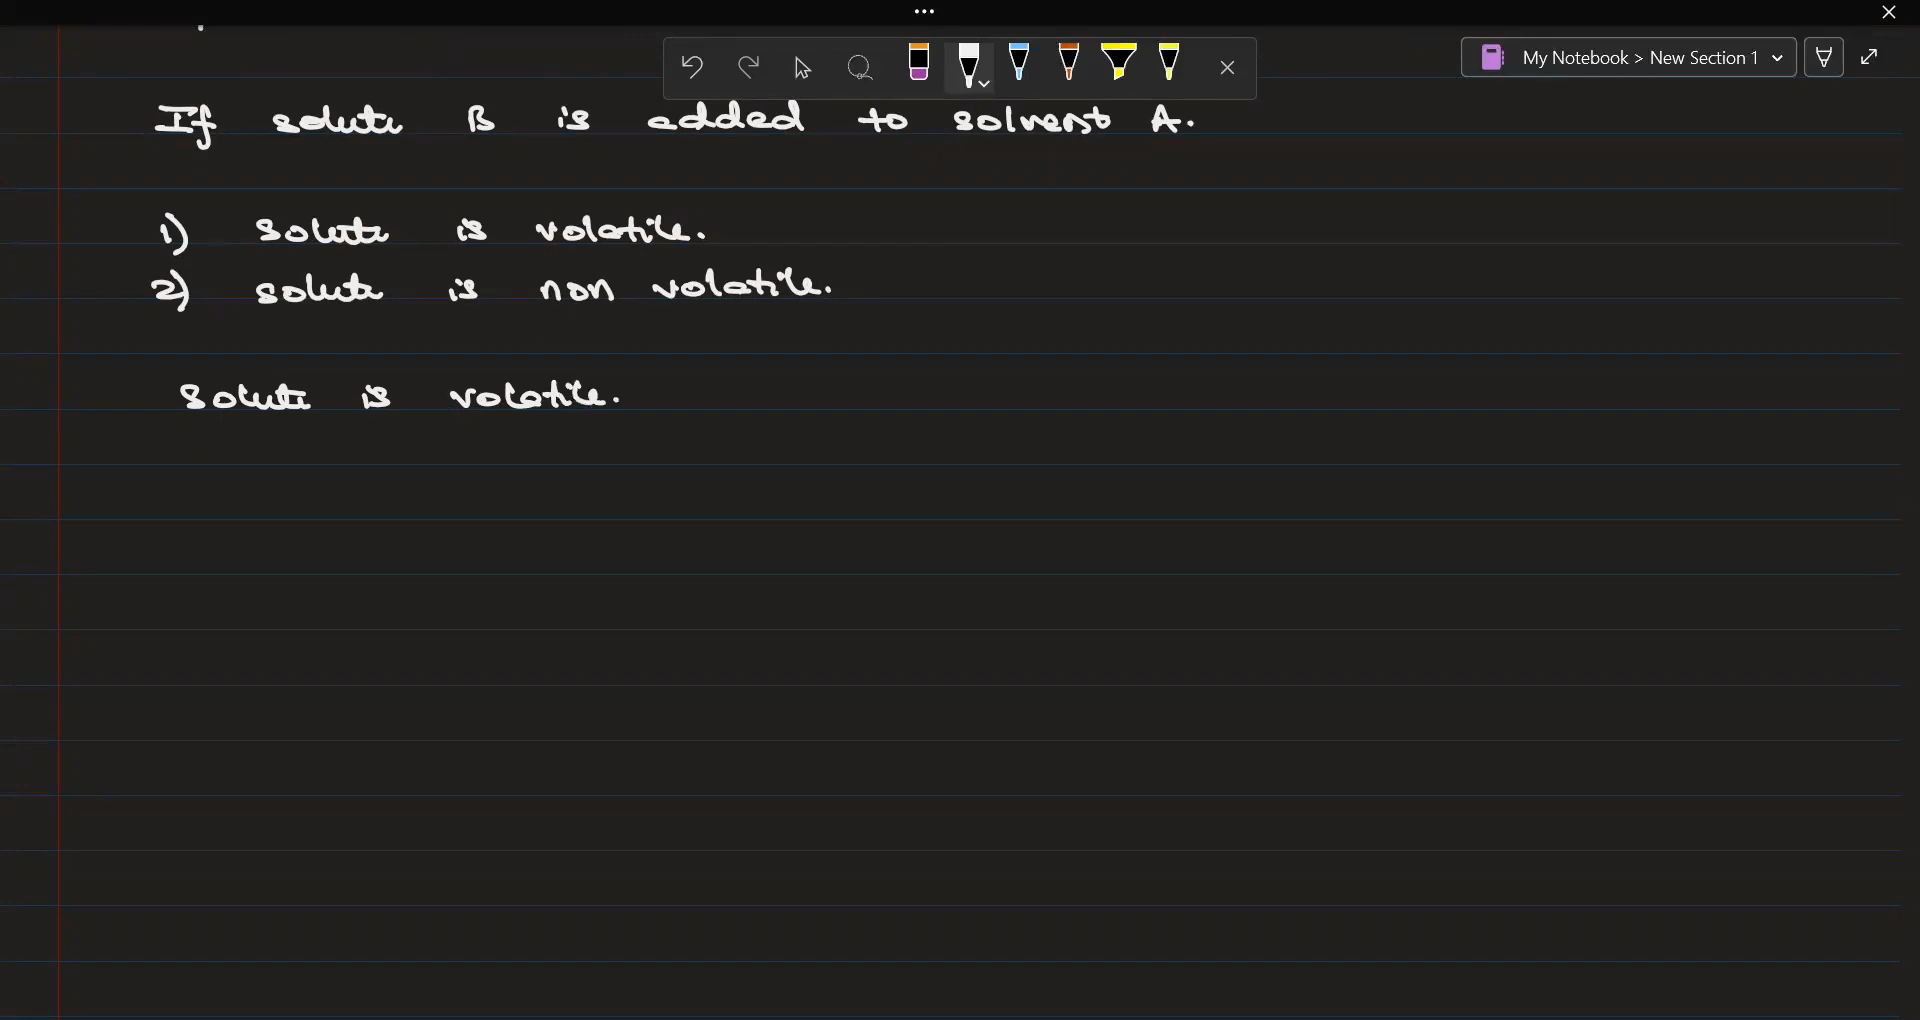 My Notebook > New Section 1
If solute B is added to solvent A.
1) solute is volatile.
2) solute is non volatile.
solute is volatile.